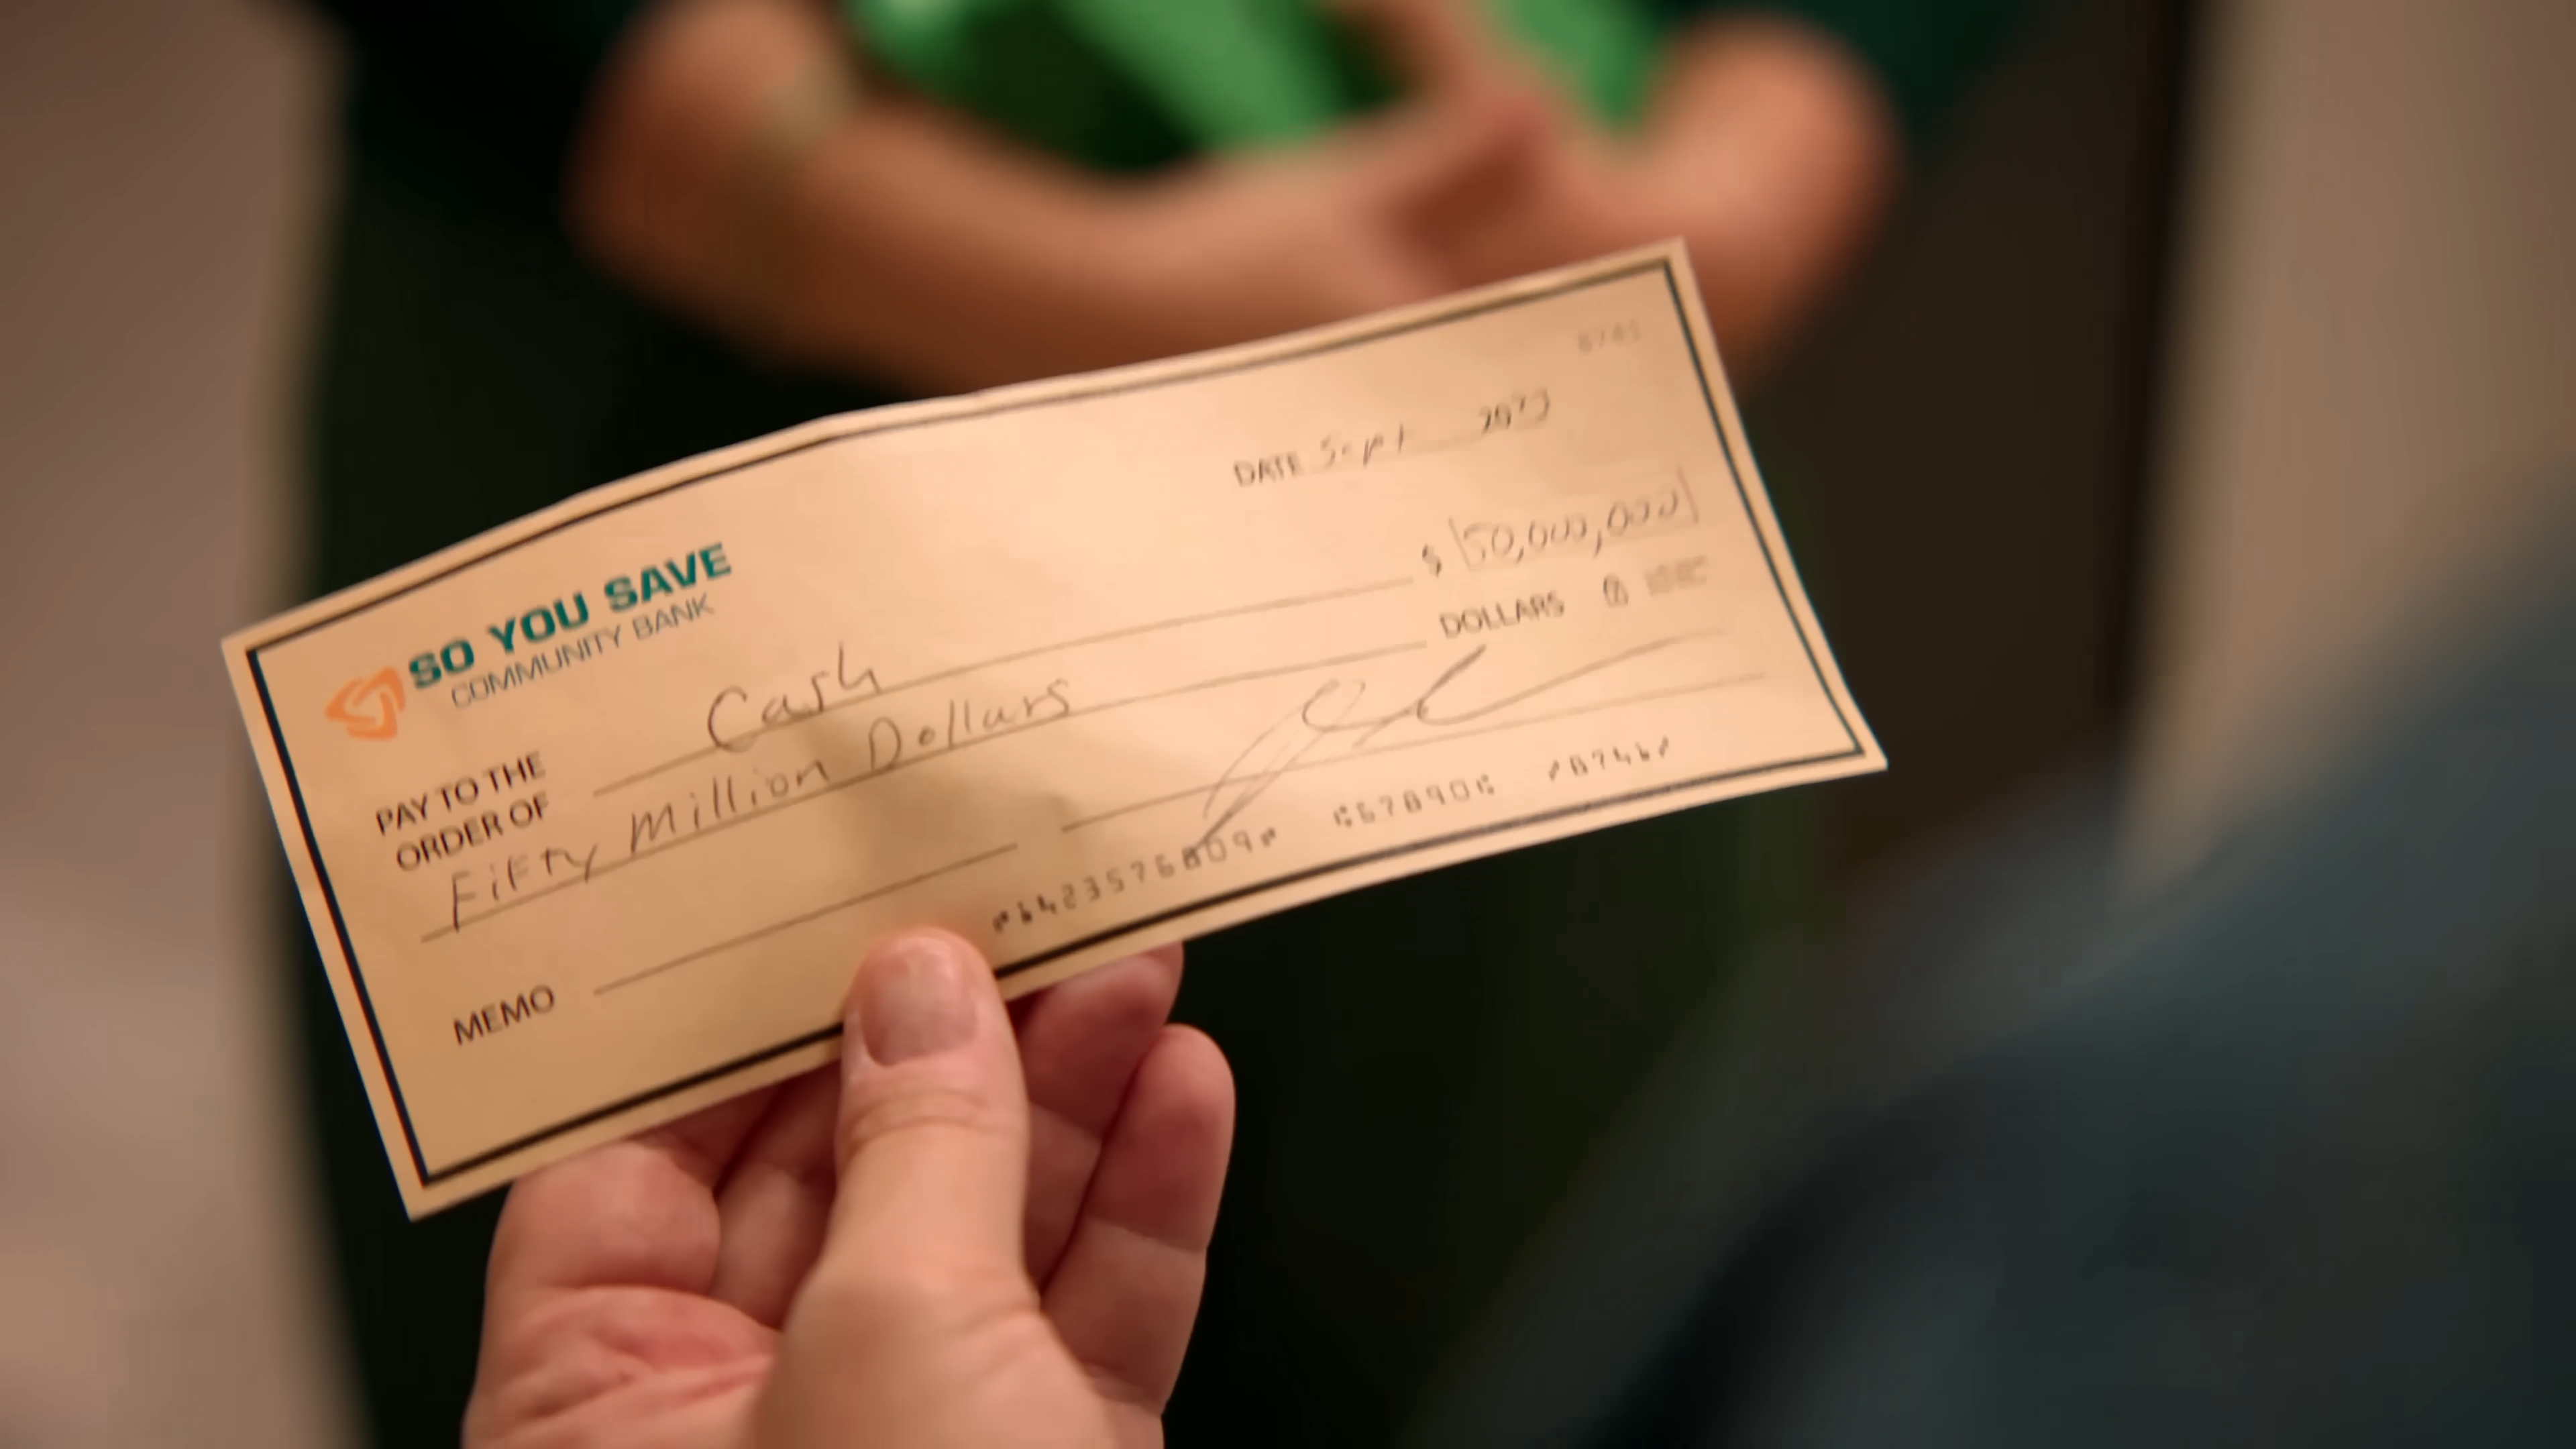 DATE Sept
SO YOU SAVE
COMMUNITY BANK
$ 50,000,000
PAY TO THE
ORDER OF Cash
Fifty Million Dollars DOLLARS
MEMO